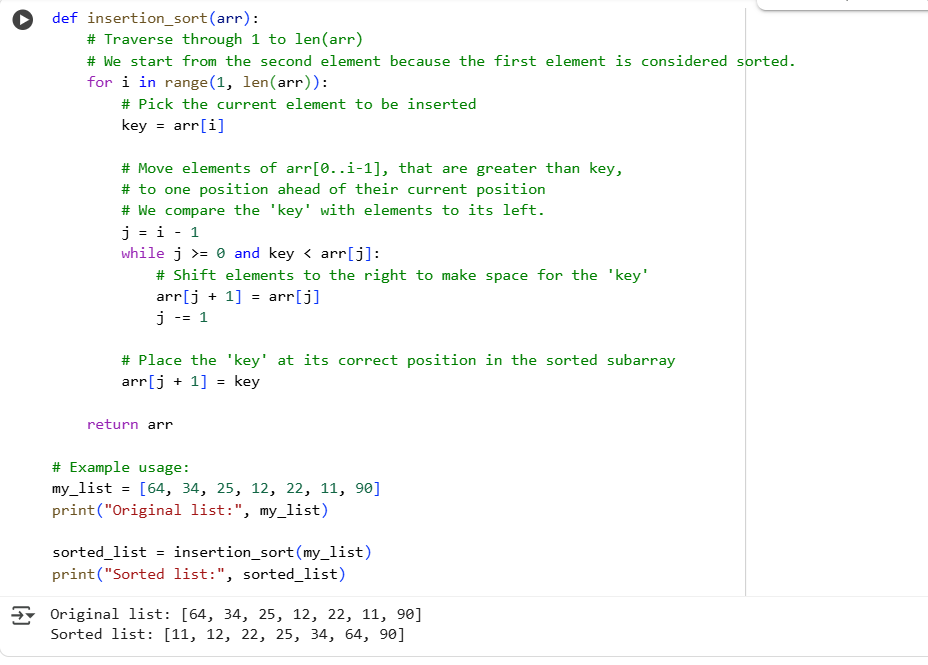 def insertion_sort(arr):
    # Traverse through 1 to len(arr)
    # We start from the second element because the first element is considered sorted.
    for i in range(1, len(arr)):
        # Pick the current element to be inserted
        key = arr[i]

        # Move elements of arr[0..i-1], that are greater than key,
        # to one position ahead of their current position
        # We compare the 'key' with elements to its left.
        j = i - 1
        while j >= 0 and key < arr[j]:
            # Shift elements to the right to make space for the 'key'
            arr[j + 1] = arr[j]
            j -= 1

        # Place the 'key' at its correct position in the sorted subarray
        arr[j + 1] = key

    return arr

# Example usage:
my_list = [64, 34, 25, 12, 22, 11, 90]
print("Original list:", my_list)

sorted_list = insertion_sort(my_list)
print("Sorted list:", sorted_list)
Original list: [64, 34, 25, 12, 22, 11, 90]
Sorted list: [11, 12, 22, 25, 34, 64, 90]